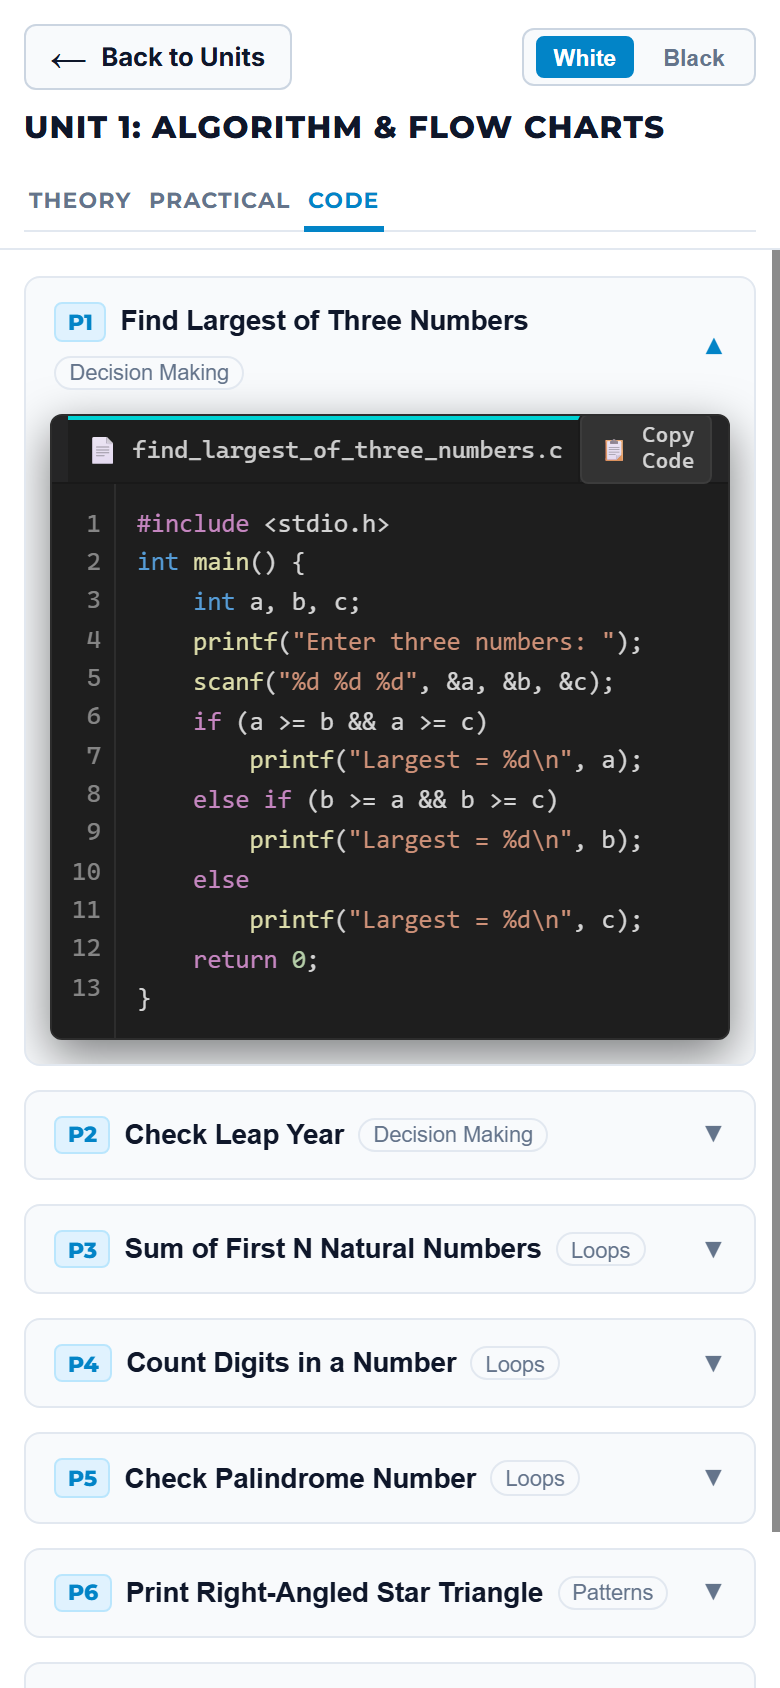 ← Back to Units
White Black
UNIT 1: ALGORITHM & FLOW CHARTS
THEORY PRACTICAL CODE
P1 Find Largest of Three Numbers
Decision Making
▲
find_largest_of_three_numbers.c
Copy
Code
1 #include <stdio.h>
2 int main() {
3     int a, b, c;
4     printf("Enter three numbers: ");
5     scanf("%d %d %d", &a, &b, &c);
6     if (a >= b && a >= c)
7         printf("Largest = %d\n", a);
8     else if (b >= a && b >= c)
9         printf("Largest = %d\n", b);
10     else
11         printf("Largest = %d\n", c);
12     return 0;
13 }
P2 Check Leap Year Decision Making ▼
P3 Sum of First N Natural Numbers Loops ▼
P4 Count Digits in a Number Loops ▼
P5 Check Palindrome Number Loops ▼
P6 Print Right-Angled Star Triangle Patterns ▼